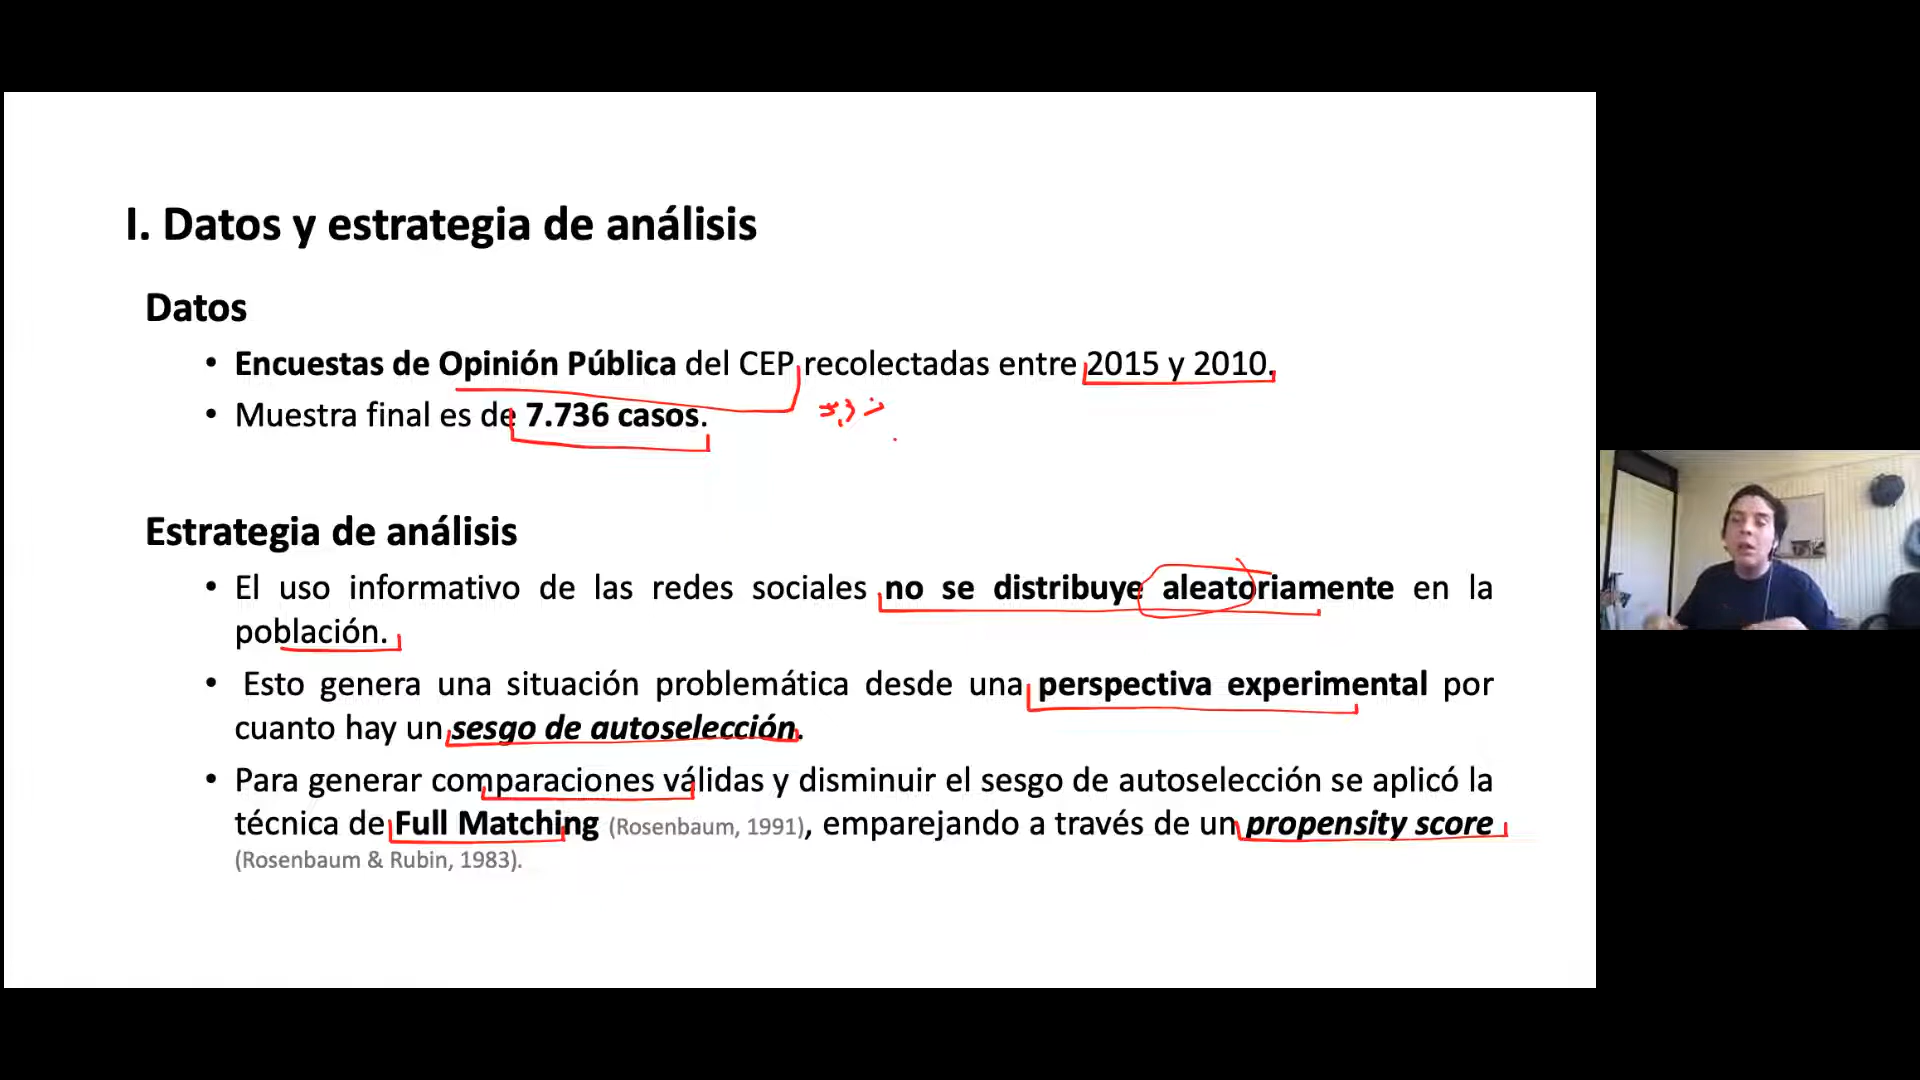 I. Datos y estrategia de análisis
Datos
• Encuestas de Opinión Pública del CEP recolectadas entre 2015 y 2010.
• Muestra final es de 7.736 casos.
Estrategia de análisis
• El uso informativo de las redes sociales no se distribuye aleatoriamente en la
población.
• Esto genera una situación problemática desde una perspectiva experimental por
cuanto hay un sesgo de autoselección.
• Para generar comparaciones válidas y disminuir el sesgo de autoselección se aplicó la
técnica de Full Matching (Rosenbaum, 1991), emparejando a través de un propensity score
(Rosenbaum & Rubin, 1983).